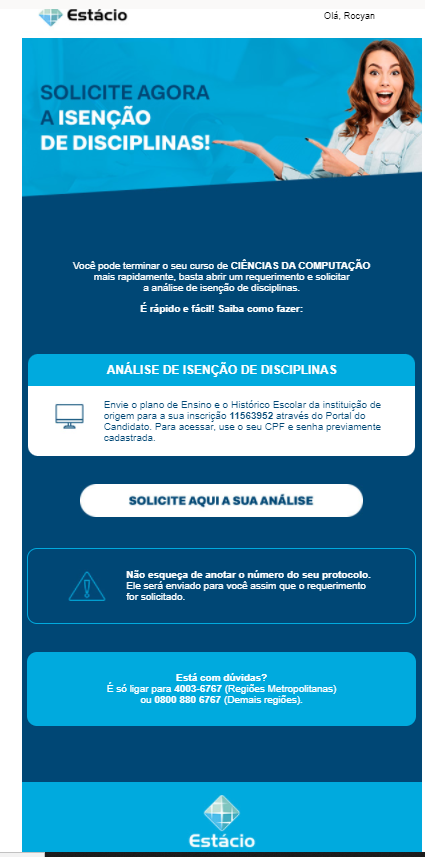 Estácio
Olá, Rocyan
SOLICITE AGORA
A ISENÇÃO
DE DISCIPLINAS!
Você pode terminar o seu curso de CIÊNCIAS DA COMPUTAÇÃO
mais rapidamente, basta abrir um requerimento e solicitar
a análise de isenção de disciplinas.
É rápido e fácil! Saiba como fazer:
ANÁLISE DE ISENÇÃO DE DISCIPLINAS
Envie o plano de Ensino e o Histórico Escolar da instituição de
origem para a sua inscrição 11563952 através do Portal do
Candidato. Para acessar, use o seu CPF e senha previamente
cadastrada.
SOLICITE AQUI A SUA ANÁLISE
Não esqueça de anotar o número do seu protocolo.
Ele será enviado para você assim que o requerimento
for solicitado.
Está com dúvidas?
É só ligar para 4003-6767 (Regiões Metropolitanas)
ou 0800 880 6767 (Demais regiões).
Estácio